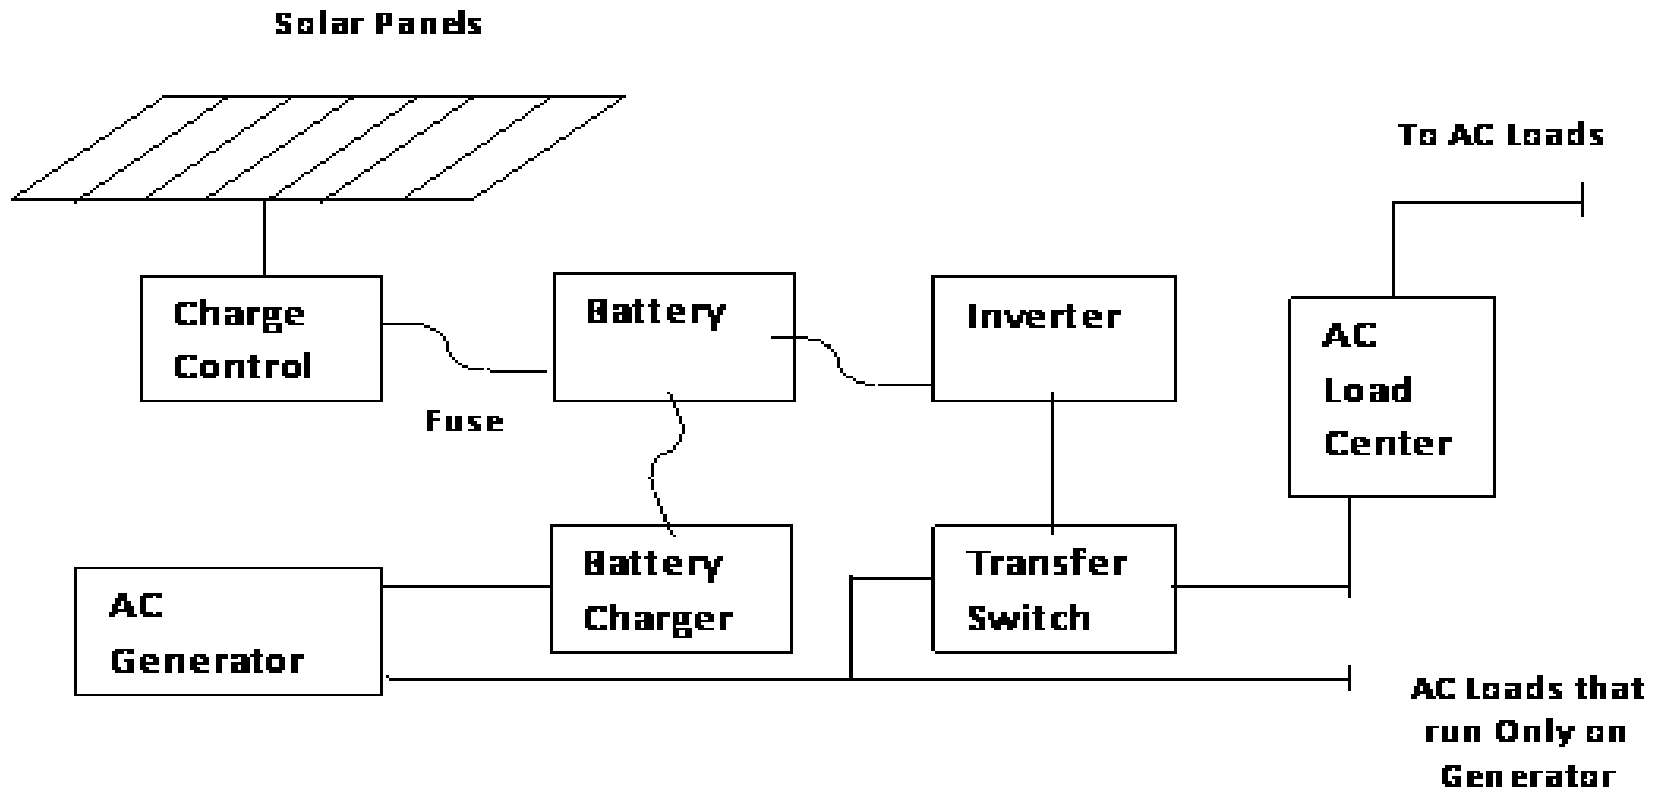 Solar Panels
To AC Loads
Charge
Control
Battery
Inverter
AC
Load
Center
Fuse
Battery
Charger
Transfer
Switch
AC
Generator
AC Loads that
run Only on
Generator